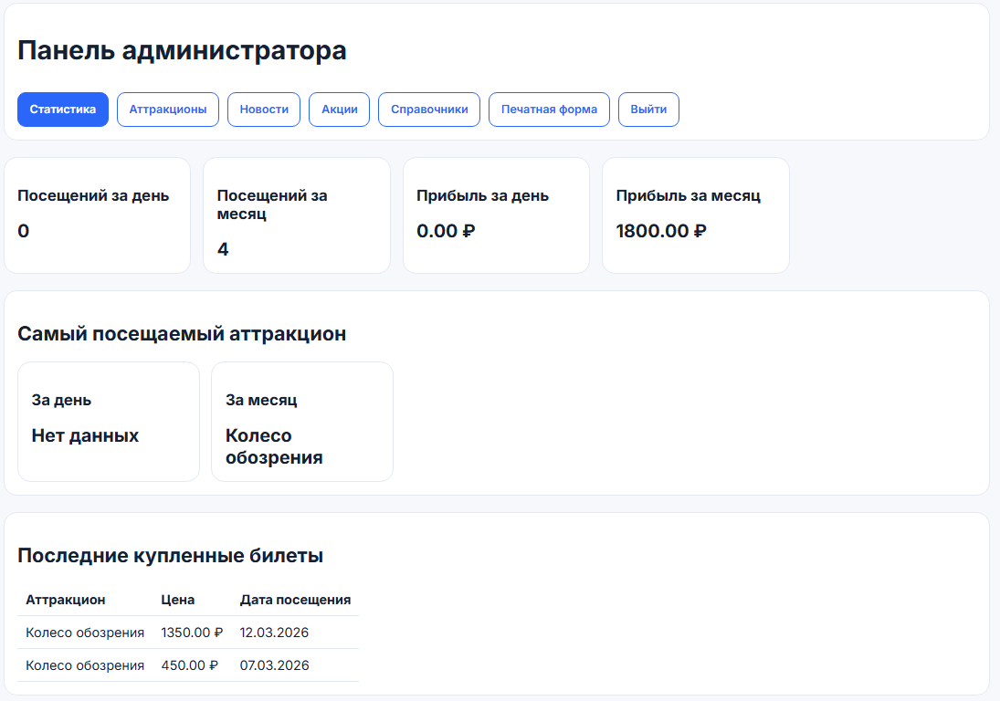 Панель администратора
Статистика Аттракционы Новости Акции Справочники Печатная форма Выйти
Посещений за день
0
Посещений за
месяц
4
Прибыль за день
0.00 ₽
Прибыль за месяц
1800.00 ₽
Самый посещаемый аттракцион
За день
Нет данных
За месяц
Колесо
обозрения
Последние купленные билеты
Аттракцион Цена Дата посещения
Колесо обозрения 1350.00 ₽ 12.03.2026
Колесо обозрения 450.00 ₽ 07.03.2026